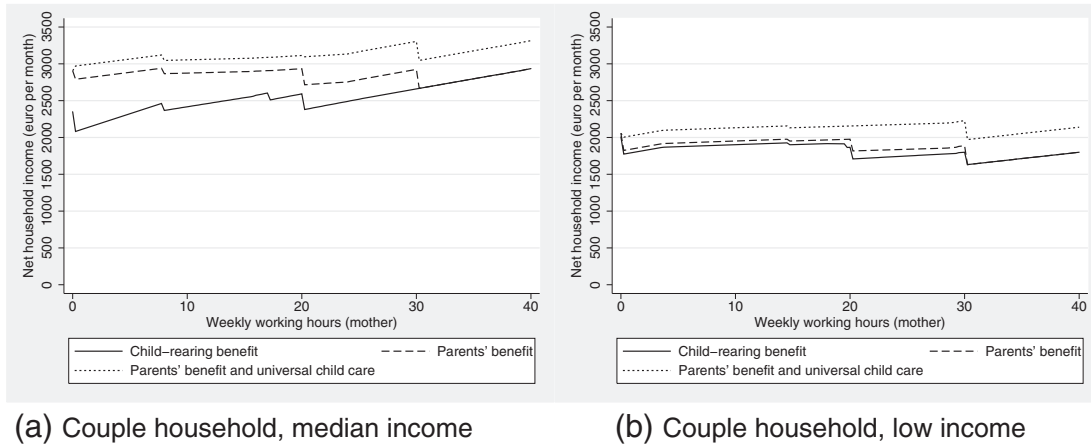 Net household income (euro per month)
0 500 1000 1500 2000 2500 3000 3500
0 10 20 30 40
Weekly working hours (mother)
Child−rearing benefit Parents' benefit
Parents' benefit and universal child care
(a) Couple household, median income
Net household income (euro per month)
0 500 1000 1500 2000 2500 3000 3500
0 10 20 30 40
Weekly working hours (mother)
Child−rearing benefit Parents' benefit
Parents' benefit and universal child care
(b) Couple household, low income